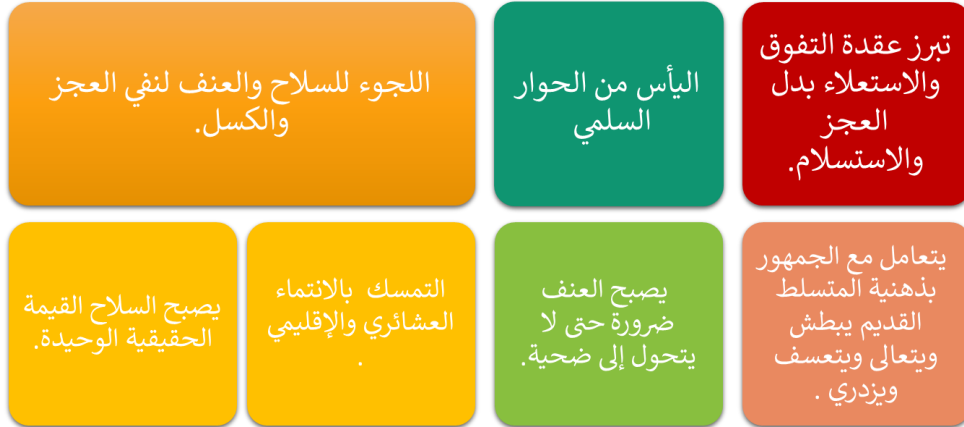 تبرز عقدة التفوق
والاستعلاء بدل
العجز
والاستسلام.
اليأس من الحوار
السلمي
اللجوء للسلاح والعنف لنفي العجز
والكسل.
يتعامل مع الجمهور
بذهنية المتسلط
القديم يبطش
ويتعالى ويتعسف
ويزدري .
يصبح العنف
ضرورة حتى لا
يتحول إلى ضحية.
التمسك بالانتماء
العشائري والإقليمي
.
يصبح السلاح القيمة
الحقيقية الوحيدة.